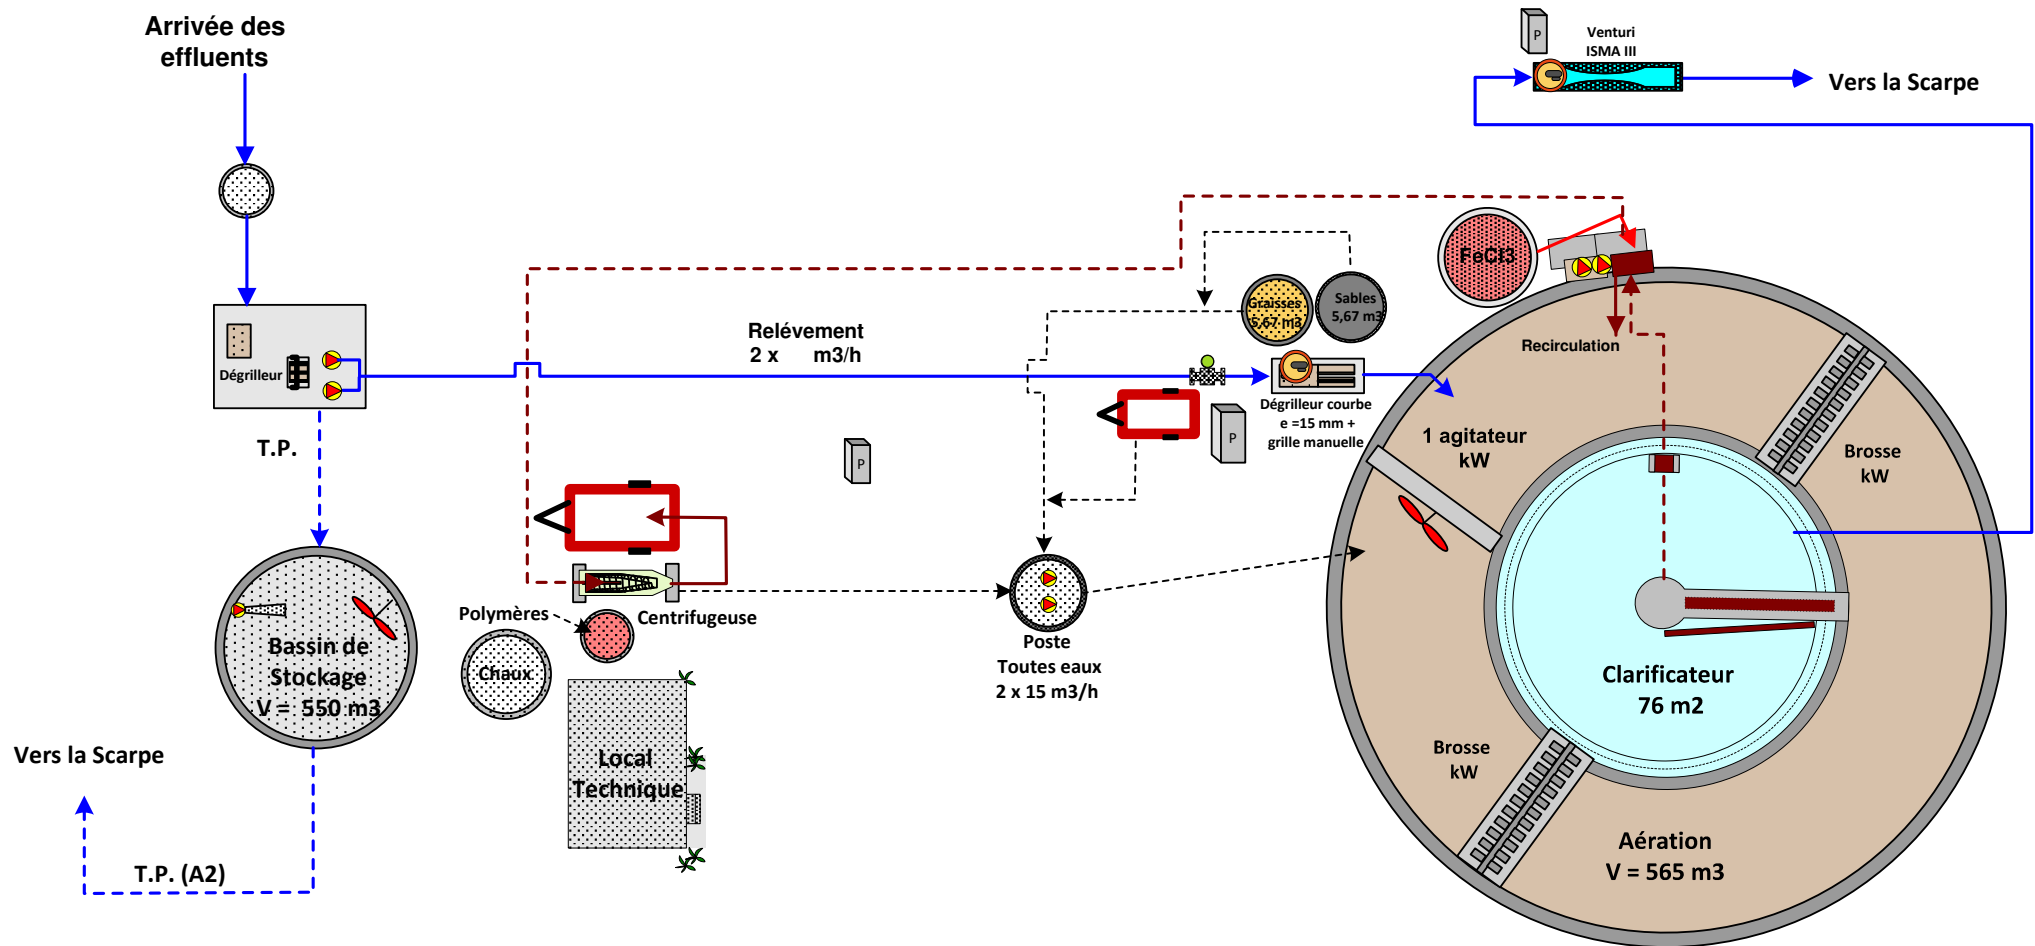 Arrivée des
effluents
P
Venturi
ISMA III
Vers la Scarpe
FeCl3
Graisses
5,67 m3
Sables
5,67 m3
Relévement
2 x m3/h
Recirculation
Dégrilleur
Dégrilleur courbe
e =15 mm +
grille manuelle
P
1 agitateur
kW
Brosse
kW
T.P.
P
Polymères
Centrifugeuse
Chaux
Poste
Toutes eaux
2 x 15 m3/h
Bassin de
Stockage
V = 550 m3
Clarificateur
76 m2
Vers la Scarpe
Local
Technique
Brosse
kW
Aération
V = 565 m3
T.P. (A2)